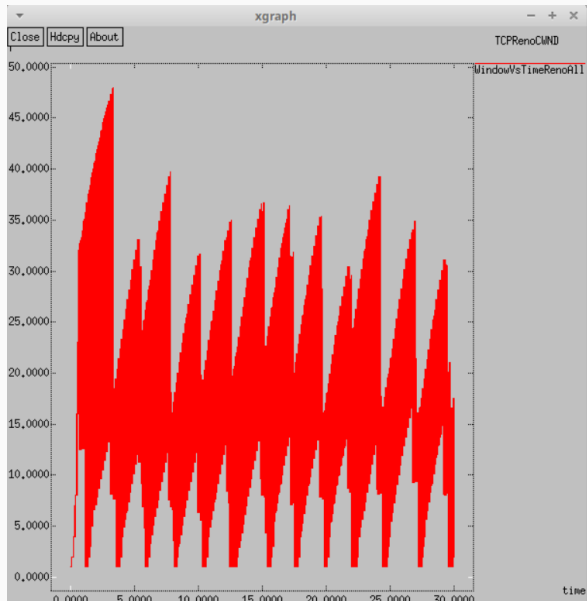 xgraph
Close Hdcpy About
TCPRenoCWND
50.0000
WindowVsTimeRenoAll
45.0000
40.0000
35.0000
30.0000
25.0000
20.0000
15.0000
10.0000
5.0000
0.0000
time
0.0000 5.0000 10.0000 15.0000 20.0000 25.0000 30.0000